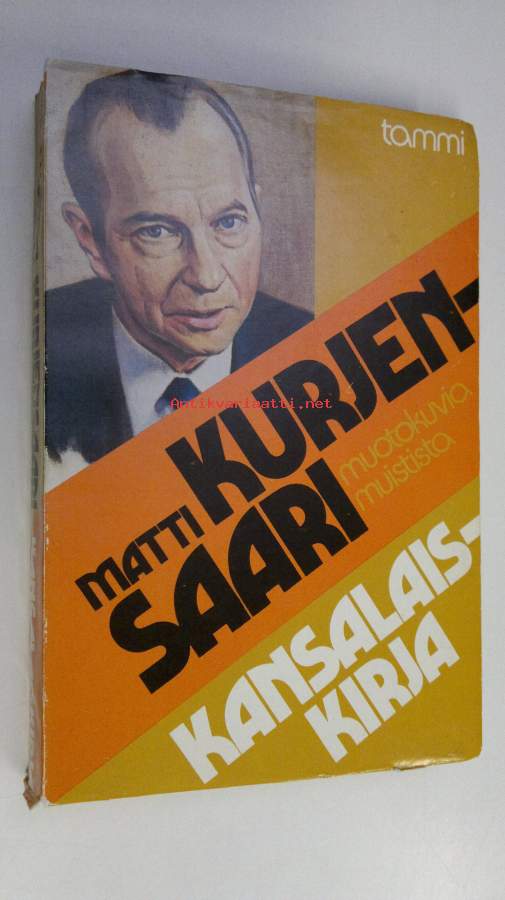 tammi
Antikvariaatti.net
MATTI KURJEN-
SAARI
muotokuvia
muistista
KANSALAIS-
KIRJA